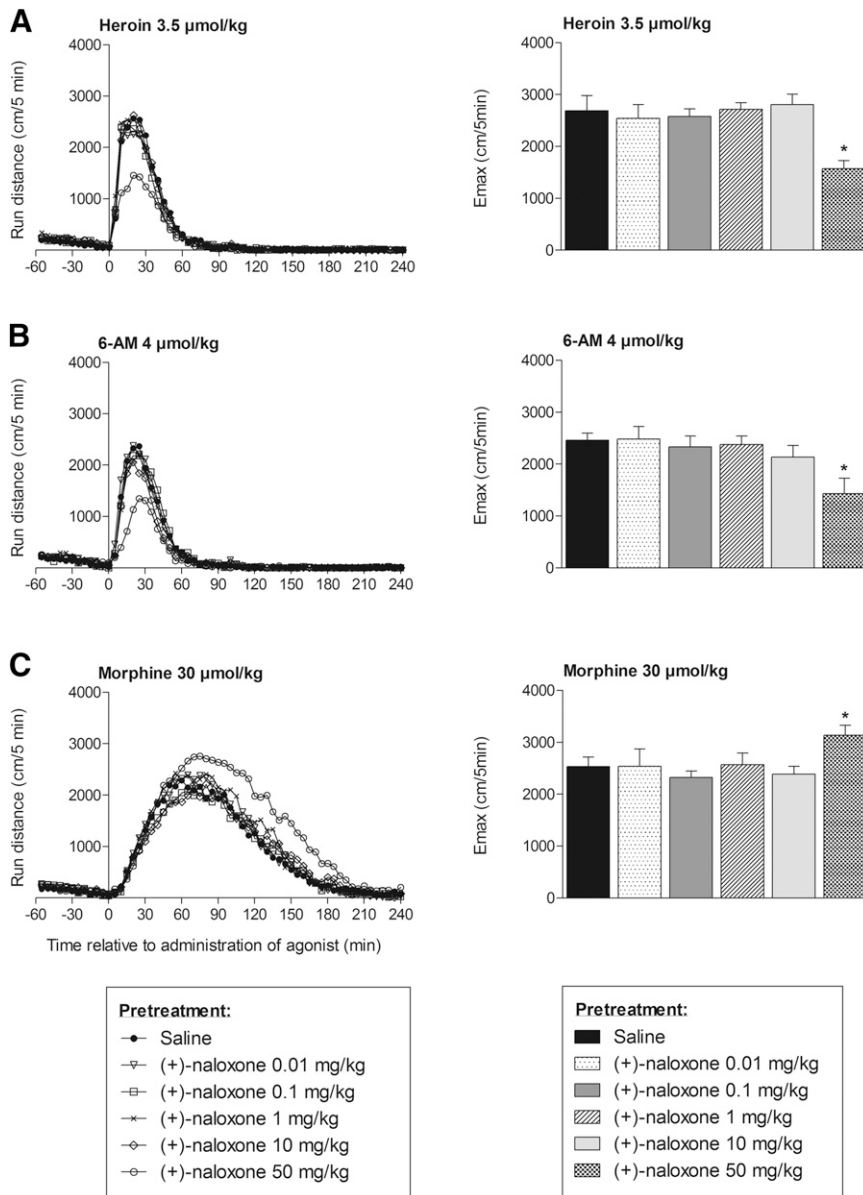 A
Heroin 3.5 µmol/kg
Run distance (cm/5 min)
4000
3000
2000
1000
-60 -30 0 30 60 90 120 150 180 210 240
Heroin 3.5 µmol/kg
Emax (cm/5min)
4000
3000
2000
1000
0
*
B
6-AM 4 µmol/kg
Run distance (cm/5 min)
4000
3000
2000
1000
-60 -30 0 30 60 90 120 150 180 210 240
6-AM 4 µmol/kg
Emax (cm/5min)
4000
3000
2000
1000
0
*
C
Morphine 30 µmol/kg
Run distance (cm/5 min)
4000
3000
2000
1000
-60 -30 0 30 60 90 120 150 180 210 240
Time relative to administration of agonist (min)
Morphine 30 µmol/kg
Emax (cm/5min)
4000
3000
2000
1000
0
*
Pretreatment:
Saline
(+)-naloxone 0.01 mg/kg
(+)-naloxone 0.1 mg/kg
(+)-naloxone 1 mg/kg
(+)-naloxone 10 mg/kg
(+)-naloxone 50 mg/kg
Pretreatment:
Saline
(+)-naloxone 0.01 mg/kg
(+)-naloxone 0.1 mg/kg
(+)-naloxone 1 mg/kg
(+)-naloxone 10 mg/kg
(+)-naloxone 50 mg/kg